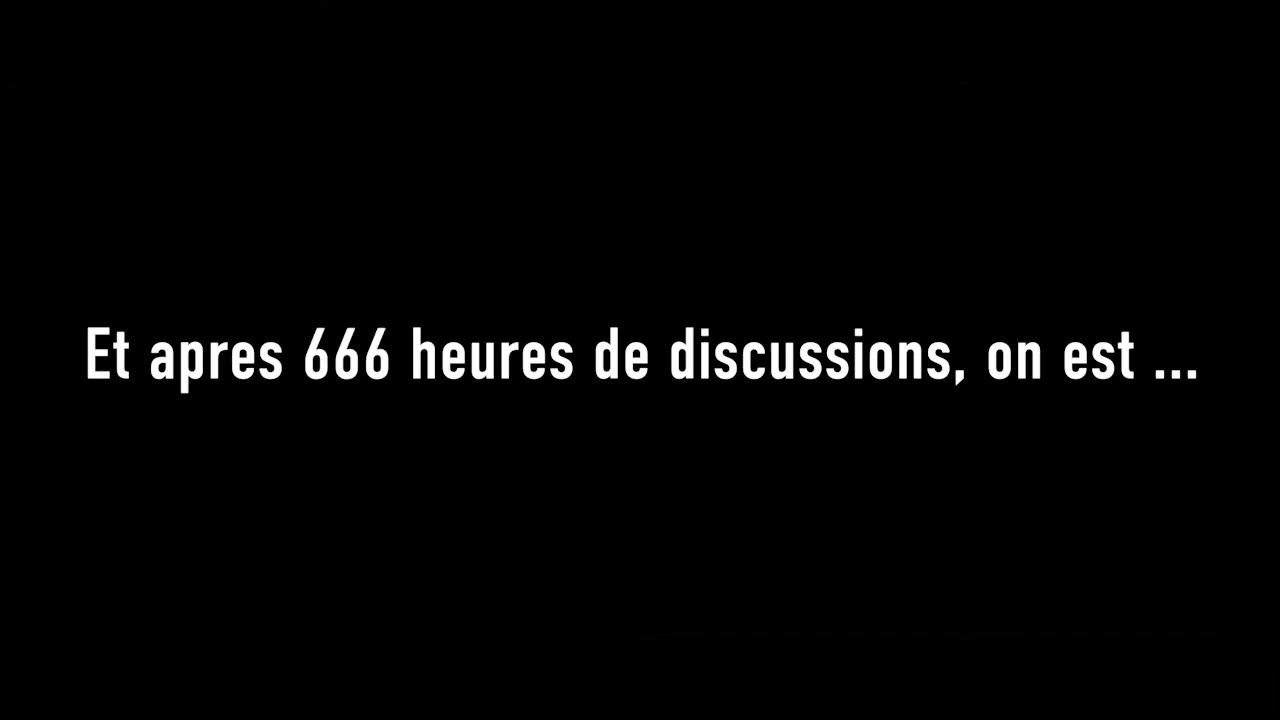 Et apres 666 heures de discussions, on est ...